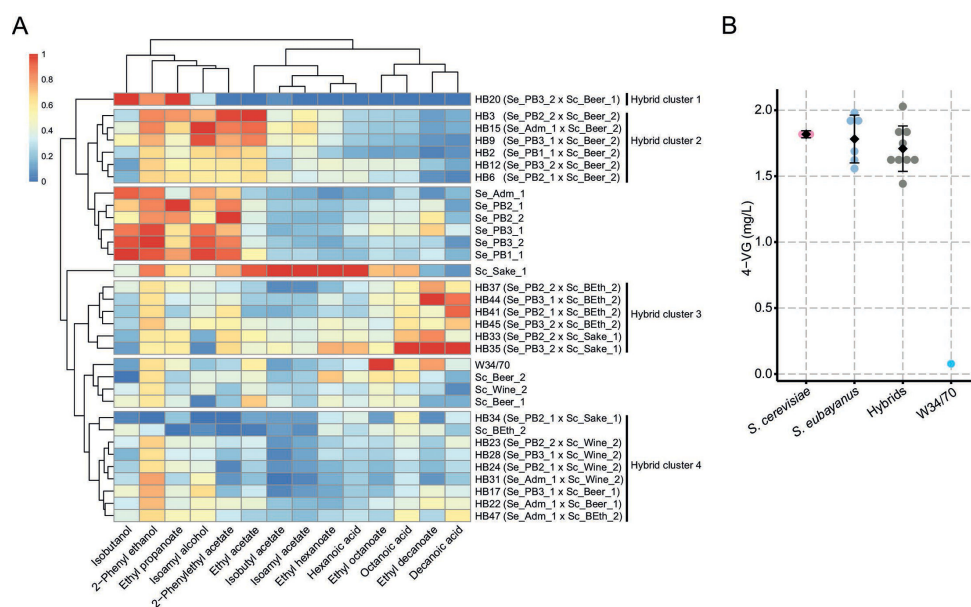 A
1
0.8
0.6
0.4
0.2
0
HB20 (Se_PB3_2 x Sc_Beer_1)
Hybrid cluster 1
HB3 (Se_PB2_2 x Sc_Beer_2)
HB15 (Se_Adm_1 x Sc_Beer_2)
HB9 (Se_PB3_1 x Sc_Beer_2)
HB2 (Se_PB1_1 x Sc_Beer_2)
HB12 (Se_PB3_2 x Sc_Beer_2)
HB6 (Se_PB2_1 x Sc_Beer_2)
Hybrid cluster 2
Se_Adm_1
Se_PB2_1
Se_PB2_2
Se_PB3_1
Se_PB3_2
Se_PB1_1
Sc_Sake_1
HB37 (Se_PB2_2 x Sc_BEth_2)
HB44 (Se_PB3_1 x Sc_BEth_2)
HB41 (Se_PB2_1 x Sc_BEth_2)
HB45 (Se_PB3_2 x Sc_BEth_2)
HB33 (Se_PB2_2 x Sc_Sake_1)
HB35 (Se_PB3_2 x Sc_Sake_1)
Hybrid cluster 3
W34/70
Sc_Beer_2
Sc_Wine_2
Sc_Beer_1
HB34 (Se_PB2_1 x Sc_Sake_1)
Sc_BEth_2
HB23 (Se_PB2_2 x Sc_Wine_2)
HB28 (Se_PB3_1 x Sc_Wine_2)
HB24 (Se_PB2_1 x Sc_Wine_2)
HB31 (Se_Adm_1 x Sc_Wine_2)
HB17 (Se_PB3_1 x Sc_Beer_1)
HB22 (Se_Adm_1 x Sc_Beer_1)
HB47 (Se_Adm_1 x Sc_BEth_2)
Hybrid cluster 4
Isobutanol
2-Phenyl ethanol
Ethyl propanoate
Isoamyl alcohol
2-Phenylethyl acetate
Ethyl acetate
Isobutyl acetate
Isoamyl acetate
Ethyl hexanoate
Hexanoic acid
Ethyl octanoate
Octanoic acid
Ethyl decanoate
Decanoic acid
B
4-VG (mg/L)
2.0
1.5
1.0
0.5
0.0
S. cerevisiae
S. eubayanus
Hybrids
W34/70